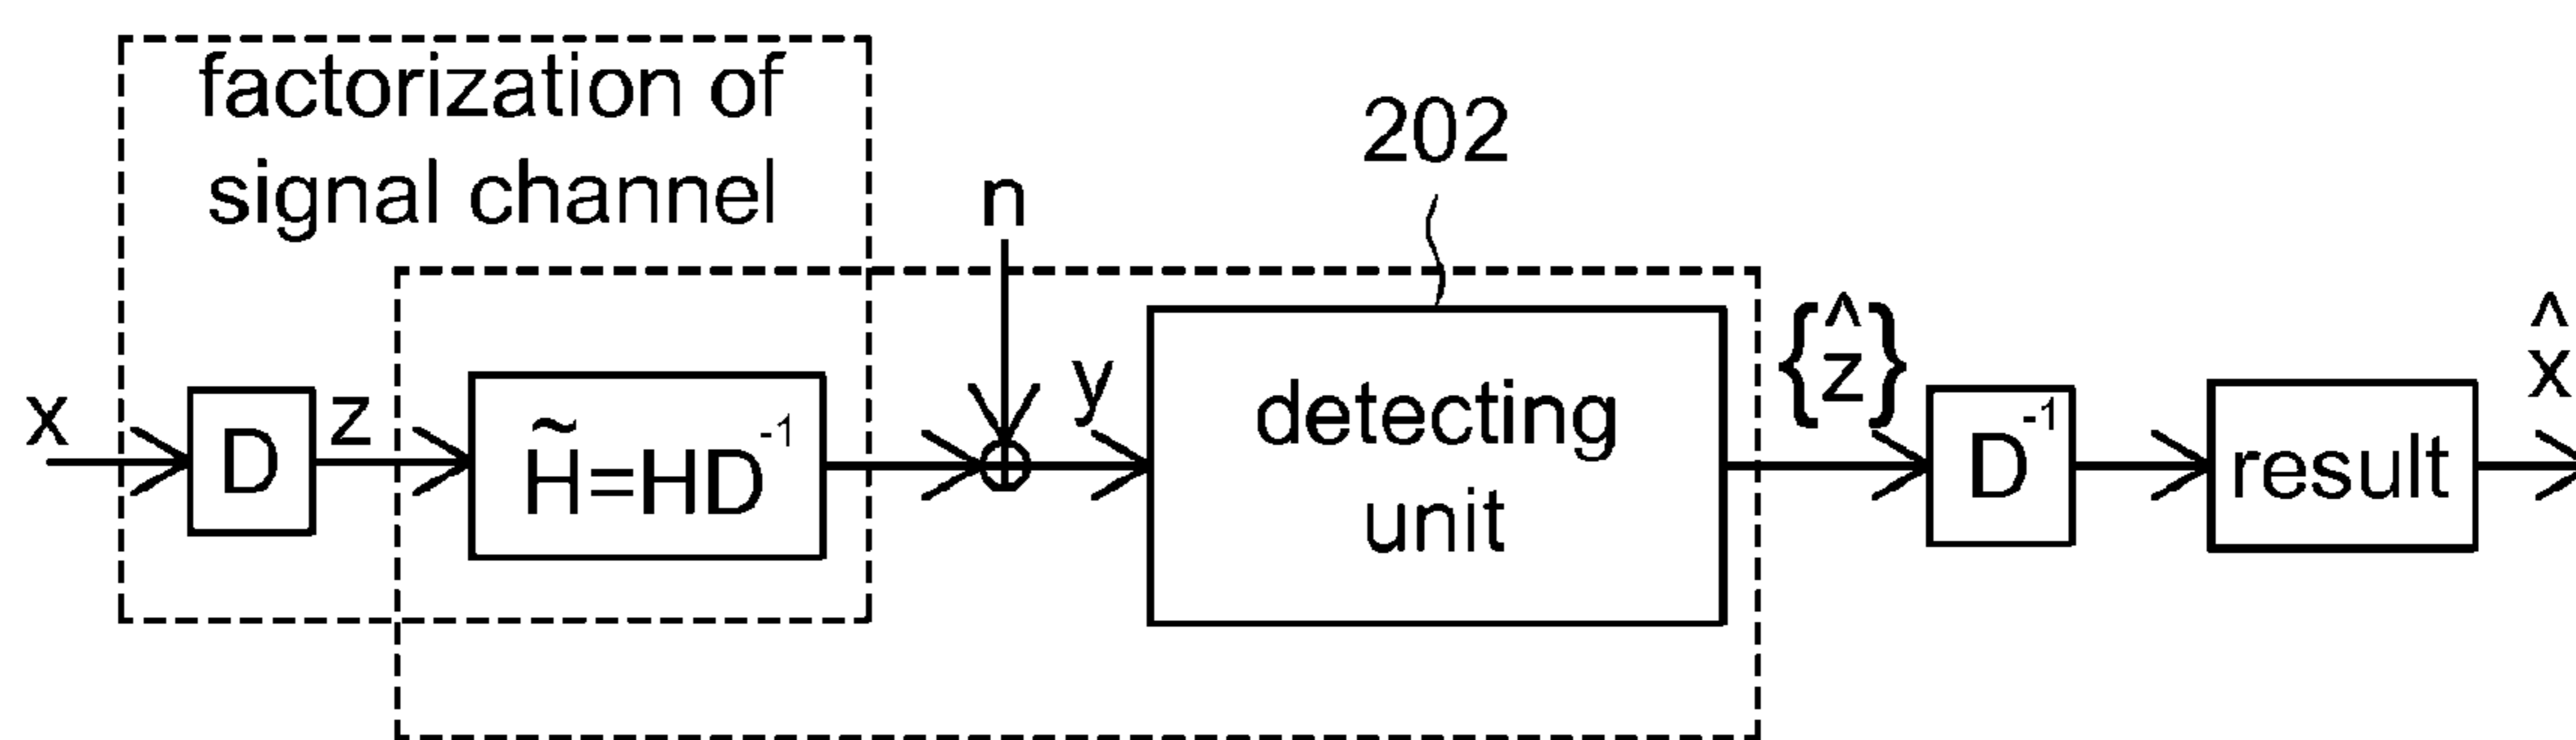 factorization of
signal channel
202
n
x
D
z
H̃=HD⁻¹
y
detecting
unit
{ẑ}
D⁻¹
result
x̂